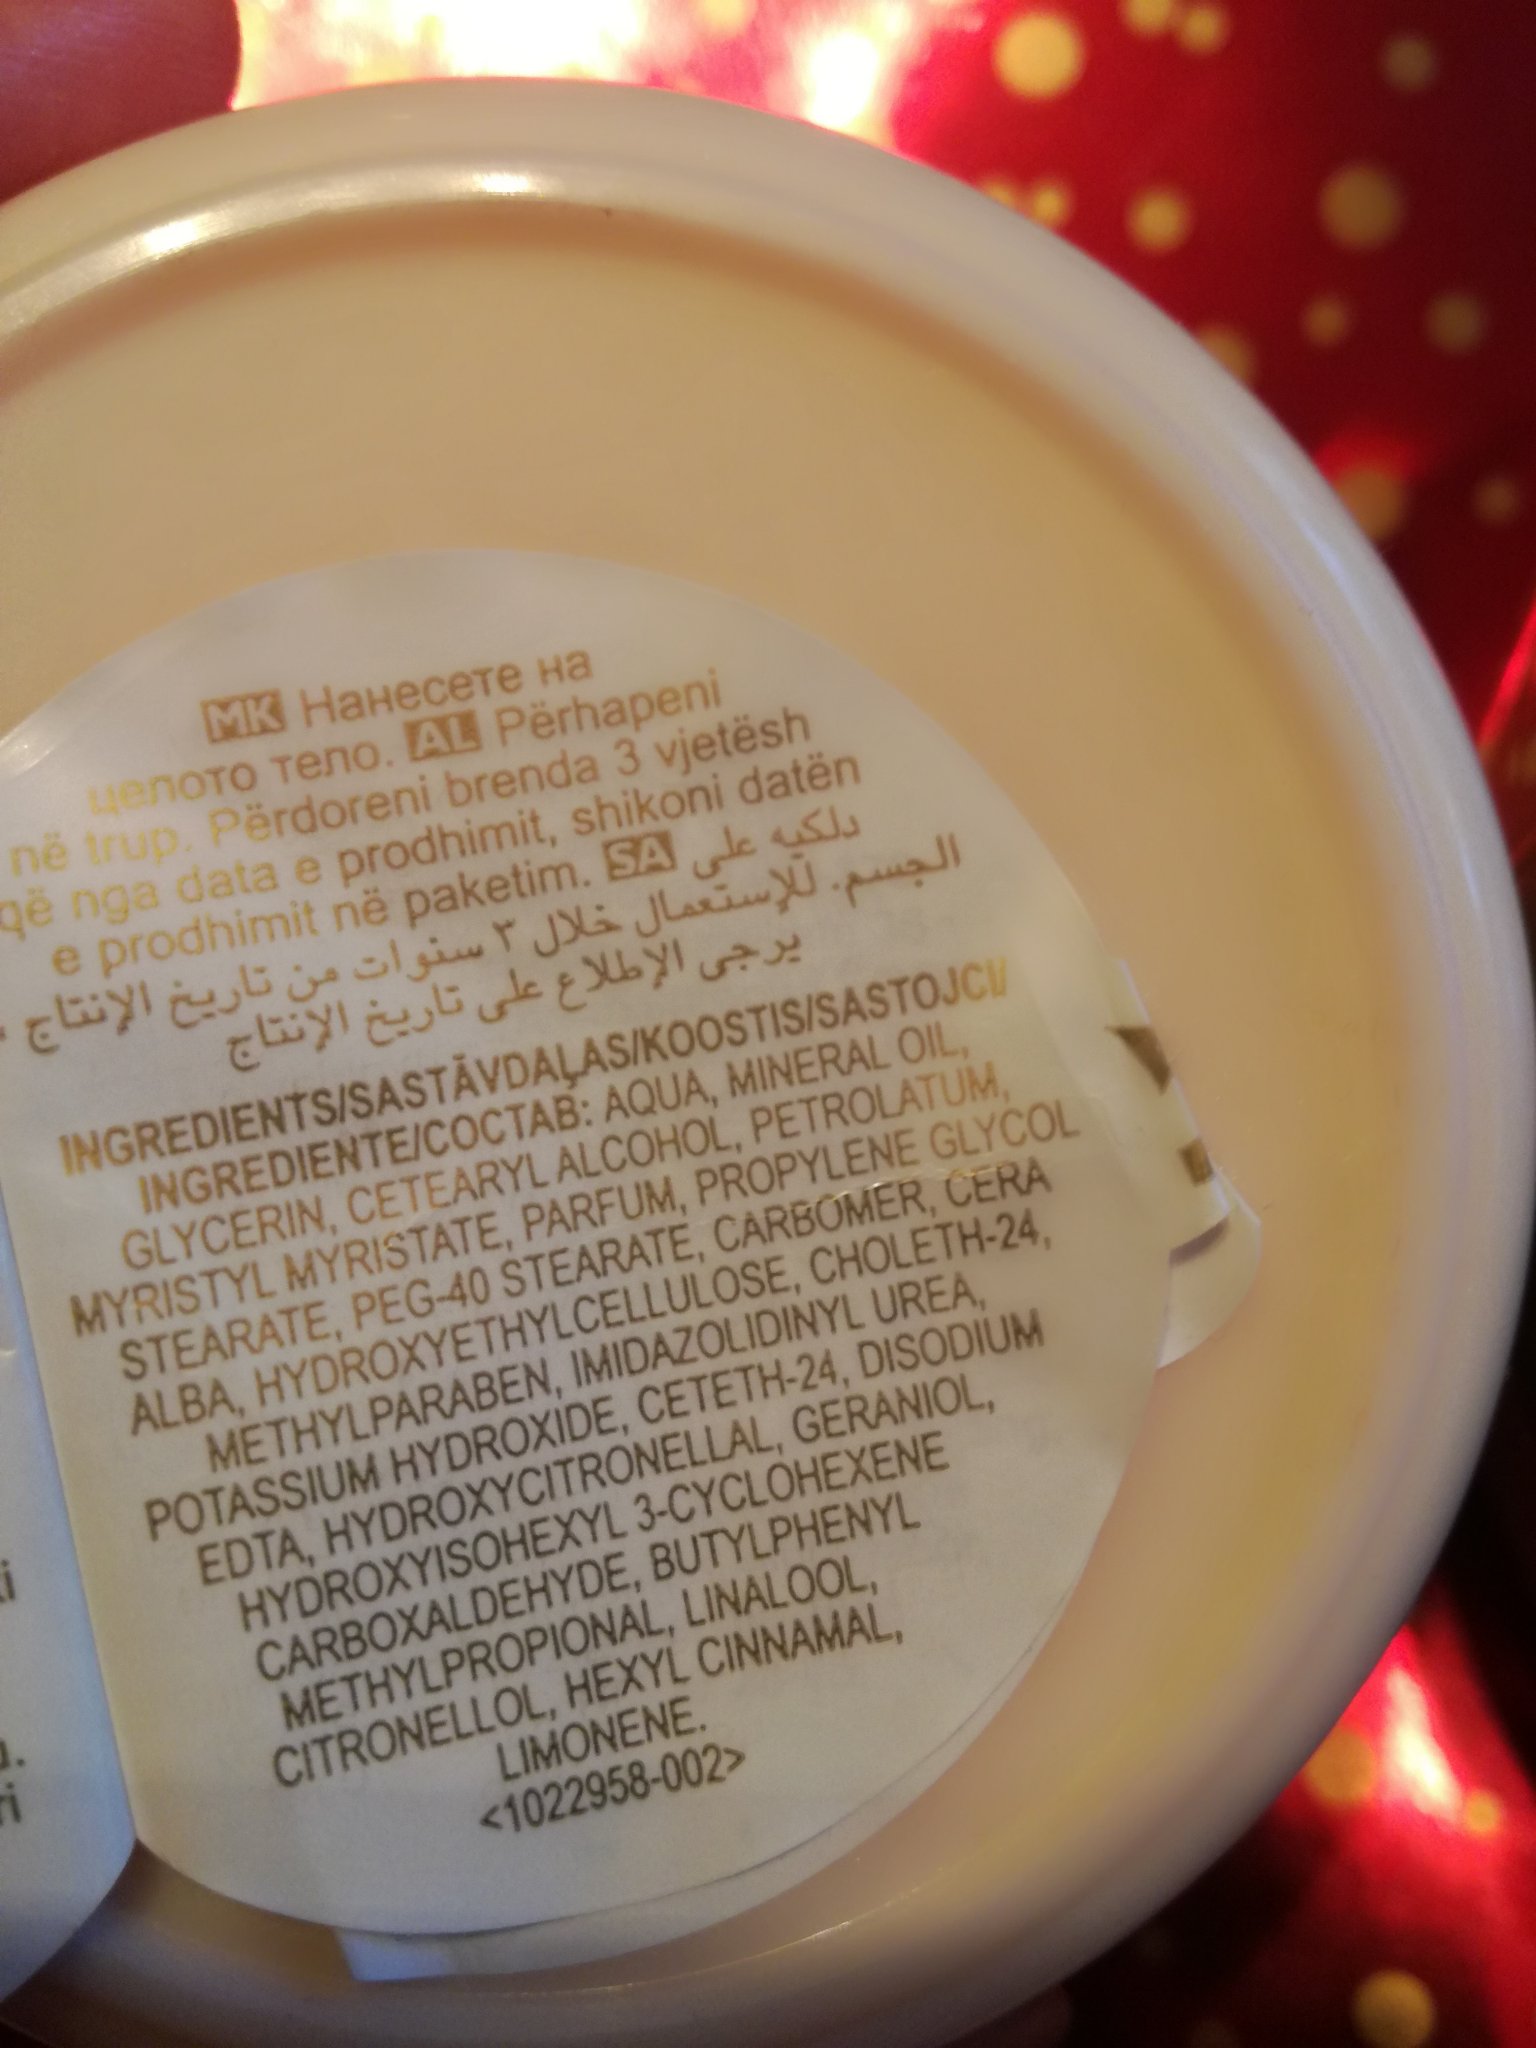 MK Нанесете на
целото тело. AL Përhapeni
në trup. Përdoreni brenda 3 vjetësh
që nga data e prodhimit, shikoni datën
e prodhimit në paketim. SA دلكيه على
الجسم. للإستعمال خلال ٣ سنوات من تاريخ الإنتاج .
يرجى الإطلاع على تاريخ الإنتاج
INGREDIENTS/SASTĀVDAĻAS/KOOSTIS/SASTOJCI/
INGREDIENTE/СОСТАВ: AQUA, MINERAL OIL,
GLYCERIN, CETEARYL ALCOHOL, PETROLATUM,
MYRISTYL MYRISTATE, PARFUM, PROPYLENE GLYCOL
STEARATE, PEG-40 STEARATE, CARBOMER, CERA
ALBA, HYDROXYETHYLCELLULOSE, CHOLETH-24,
METHYLPARABEN, IMIDAZOLIDINYL UREA,
POTASSIUM HYDROXIDE, CETETH-24, DISODIUM
EDTA, HYDROXYCITRONELLAL, GERANIOL,
HYDROXYISOHEXYL 3-CYCLOHEXENE
CARBOXALDEHYDE, BUTYLPHENYL
METHYLPROPIONAL, LINALOOL,
CITRONELLOL, HEXYL CINNAMAL,
LIMONENE.
<1022958-002>